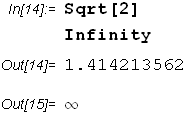 In[14]:= Sqrt[2]
Infinity
Out[14]= 1.414213562
Out[15]= ∞